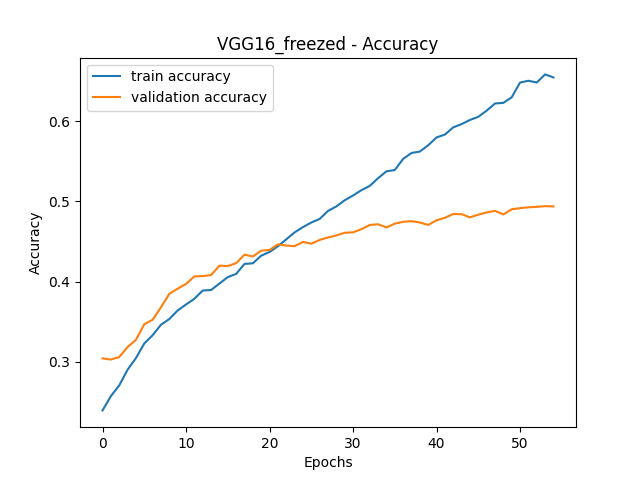 VGG16_freezed - Accuracy
train accuracy
validation accuracy
0.6
0.5
0.4
0.3
Accuracy
0 10 20 30 40 50
Epochs